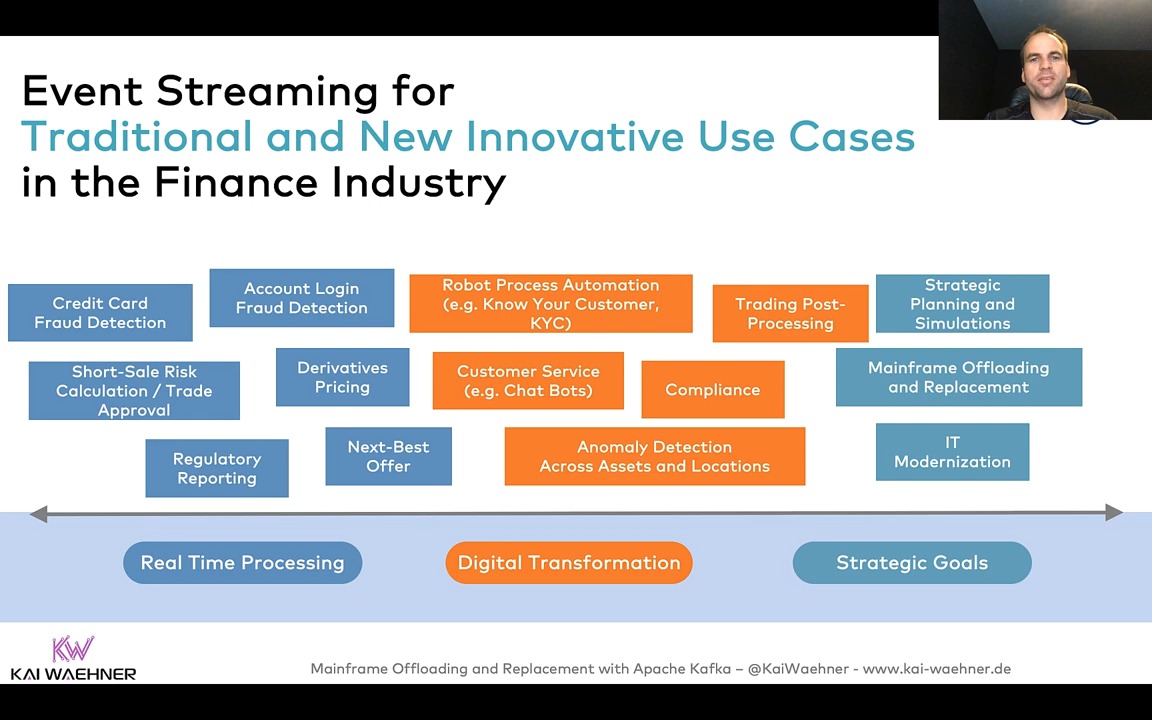 Event Streaming for
Traditional and New Innovative Use Cases
in the Finance Industry
Credit Card
Fraud Detection
Account Login
Fraud Detection
Robot Process Automation
(e.g. Know Your Customer,
KYC)
Trading Post-
Processing
Strategic
Planning and
Simulations
Short-Sale Risk
Calculation / Trade
Approval
Derivatives
Pricing
Customer Service
(e.g. Chat Bots)
Compliance
Mainframe Offloading
and Replacement
Regulatory
Reporting
Next-Best
Offer
Anomaly Detection
Across Assets and Locations
IT
Modernization
Real Time Processing
Digital Transformation
Strategic Goals
KW
KAI WAEHNER
Mainframe Offloading and Replacement with Apache Kafka – @KaiWaehner - www.kai-waehner.de